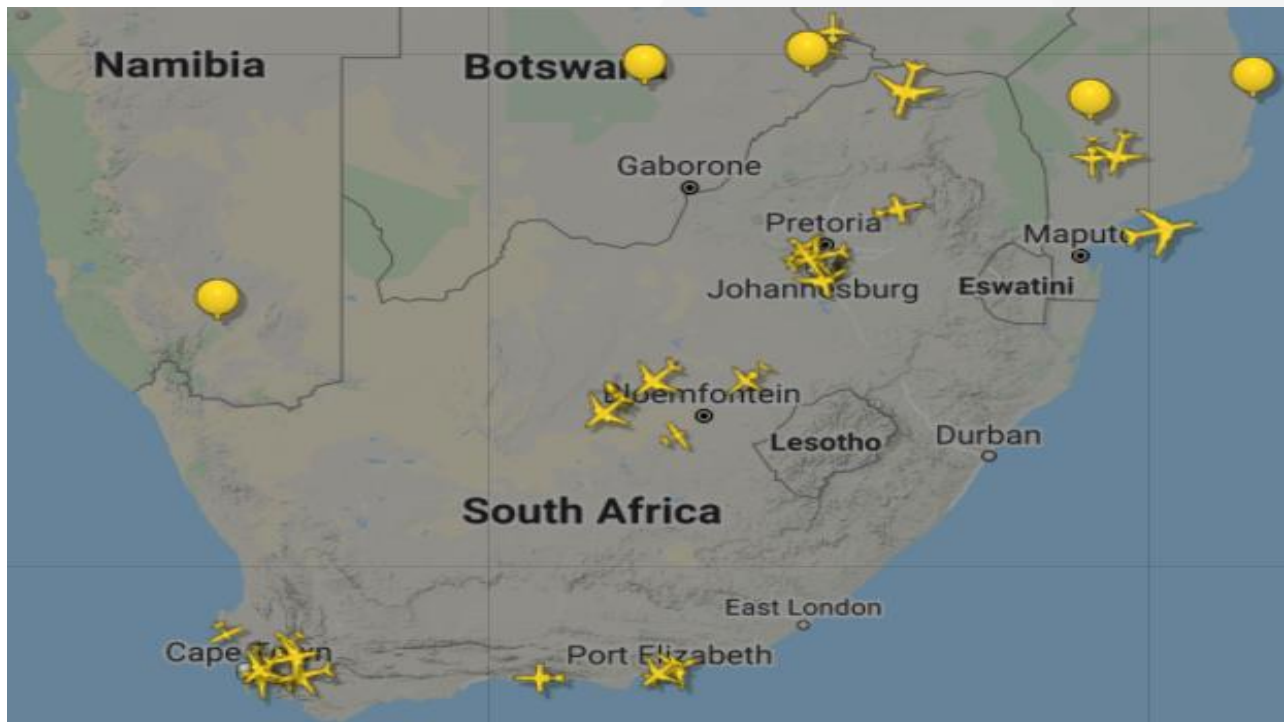 Namibia
Botswana
Gaborone
Pretoria
Maputo
Johannesburg
Eswatini
Bloemfontein
Lesotho
Durban
South Africa
East London
Cape Town
Port Elizabeth